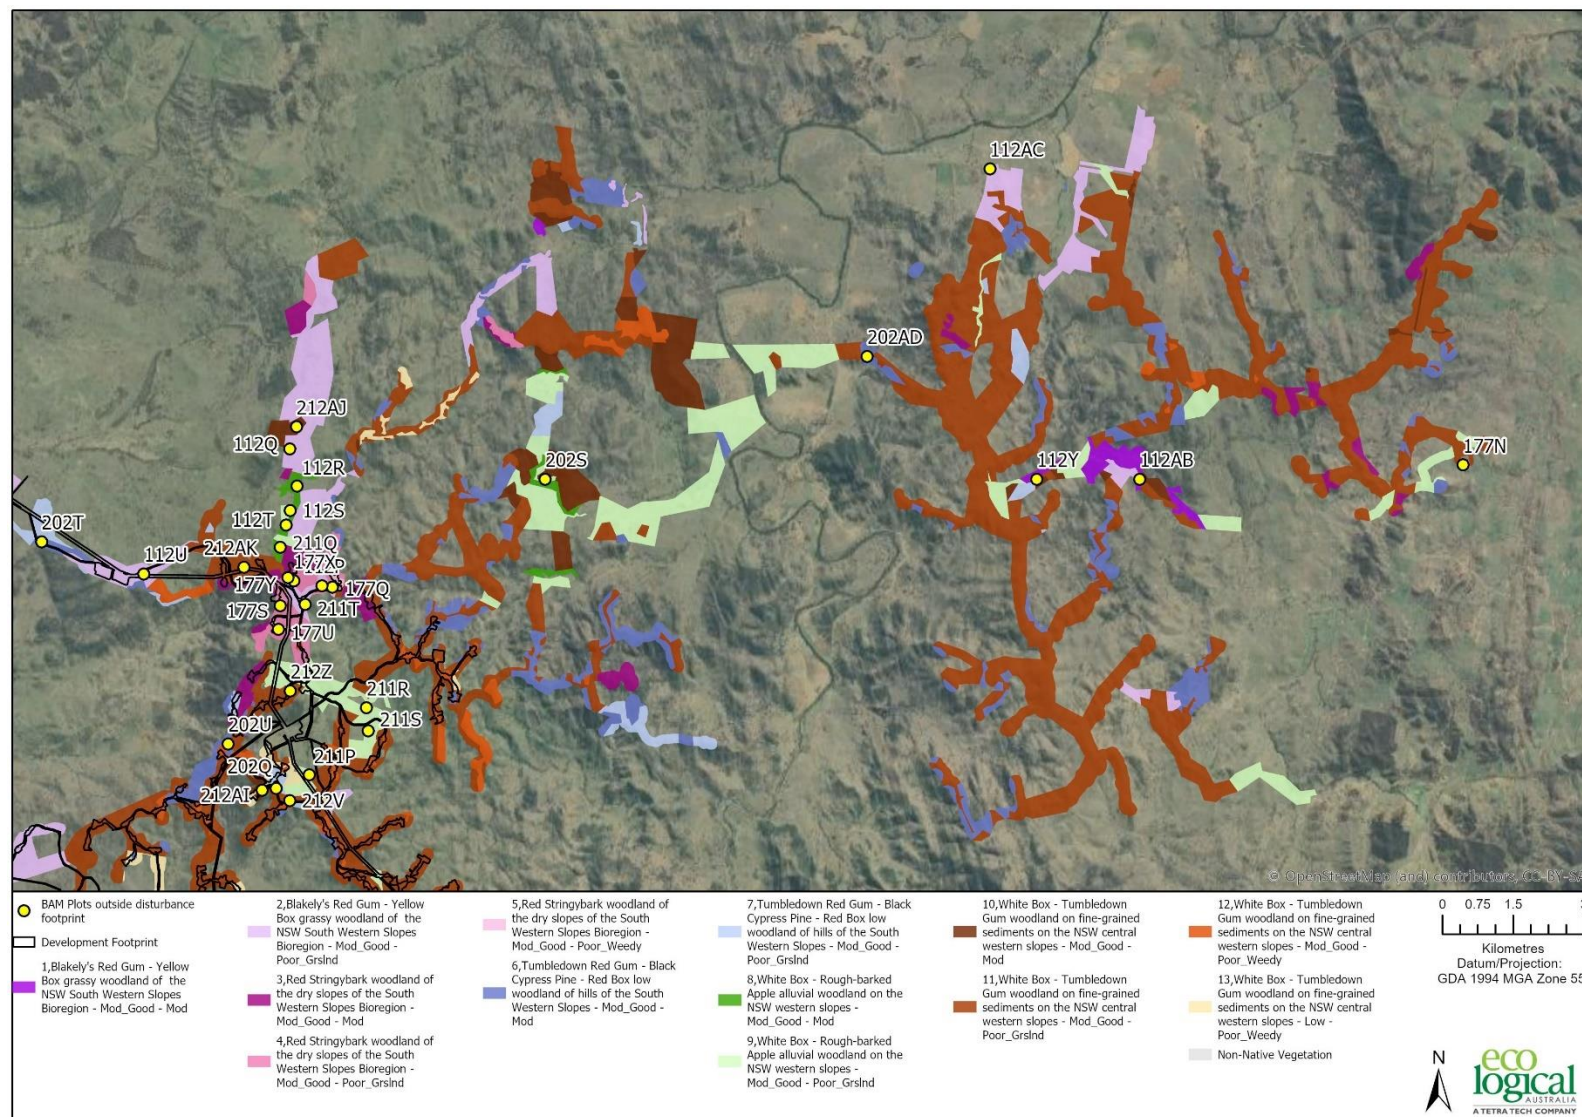 112AC
202AD
212AJ
112Q
112R
202S
112Y
112AB
177N
112S
112T
202T
211Q
112U
212AK
177X
177Y
177Q
177S
211T
177U
212Z
211R
202U
211S
202Q
211P
212AI
212V
© OpenStreetMap (and) contributors, CC-BY-SA
BAM Plots outside disturbance
footprint
Development Footprint
1,Blakely's Red Gum - Yellow
Box grassy woodland of the
NSW South Western Slopes
Bioregion - Mod_Good - Mod
2,Blakely's Red Gum - Yellow
Box grassy woodland of the
NSW South Western Slopes
Bioregion - Mod_Good -
Poor_Grslnd
3,Red Stringybark woodland of
the dry slopes of the South
Western Slopes Bioregion -
Mod_Good - Mod
4,Red Stringybark woodland of
the dry slopes of the South
Western Slopes Bioregion -
Mod_Good - Poor_Grslnd
5,Red Stringybark woodland of
the dry slopes of the South
Western Slopes Bioregion -
Mod_Good - Poor_Weedy
6,Tumbledown Red Gum - Black
Cypress Pine - Red Box low
woodland of hills of the South
Western Slopes - Mod_Good -
Mod
7,Tumbledown Red Gum - Black
Cypress Pine - Red Box low
woodland of hills of the South
Western Slopes - Mod_Good -
Poor_Grslnd
8,White Box - Rough-barked
Apple alluvial woodland on the
NSW western slopes -
Mod_Good - Mod
9,White Box - Rough-barked
Apple alluvial woodland on the
NSW western slopes -
Mod_Good - Poor_Grslnd
10,White Box - Tumbledown
Gum woodland on fine-grained
sediments on the NSW central
western slopes - Mod_Good -
Mod
11,White Box - Tumbledown
Gum woodland on fine-grained
sediments on the NSW central
western slopes - Mod_Good -
Poor_Grslnd
12,White Box - Tumbledown
Gum woodland on fine-grained
sediments on the NSW central
western slopes - Mod_Good -
Poor_Weedy
13,White Box - Tumbledown
Gum woodland on fine-grained
sediments on the NSW central
western slopes - Low -
Poor_Weedy
Non-Native Vegetation
0 0.75 1.5
Kilometres
Datum/Projection:
GDA 1994 MGA Zone 55
N
eco
logical
AUSTRALIA
A TETRA TECH COMPANY